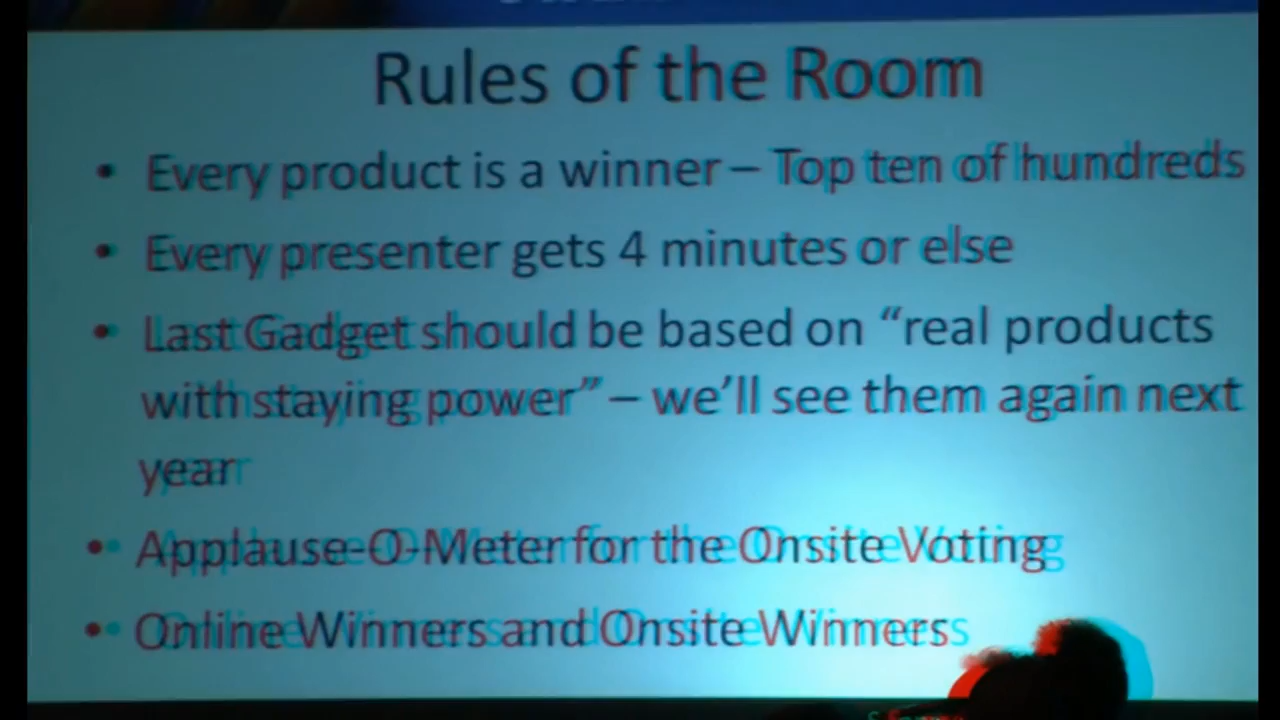 Rules of the Room
• Every product is a winner – Top ten of hundreds
• Every presenter gets 4 minutes or else
• Last Gadget should be based on “real products
with staying power” – we’ll see them again next
year
• Applause-O-Meter for the Onsite Voting
• Online Winners and Onsite Winners